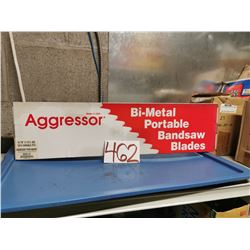 Aggressor
Bi-Metal
Portable
Bandsaw
Blades
462